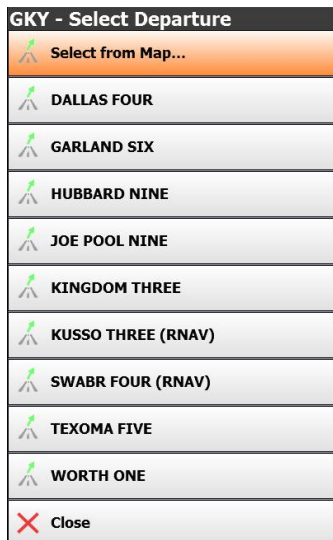 GKY - Select Departure
Select from Map...
DALLAS FOUR
GARLAND SIX
HUBBARD NINE
JOE POOL NINE
KINGDOM THREE
KUSSO THREE (RNAV)
SWABR FOUR (RNAV)
TEXOMA FIVE
WORTH ONE
Close